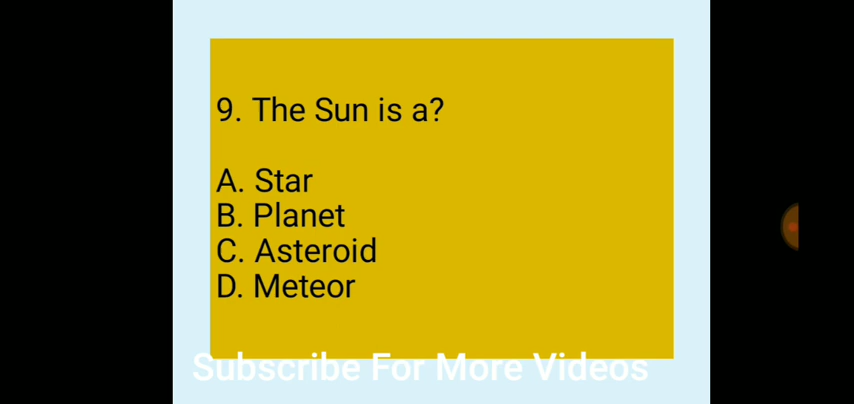 9. The Sun is a?
A. Star
B. Planet
C. Asteroid
D. Meteor
Subscribe For More Videos